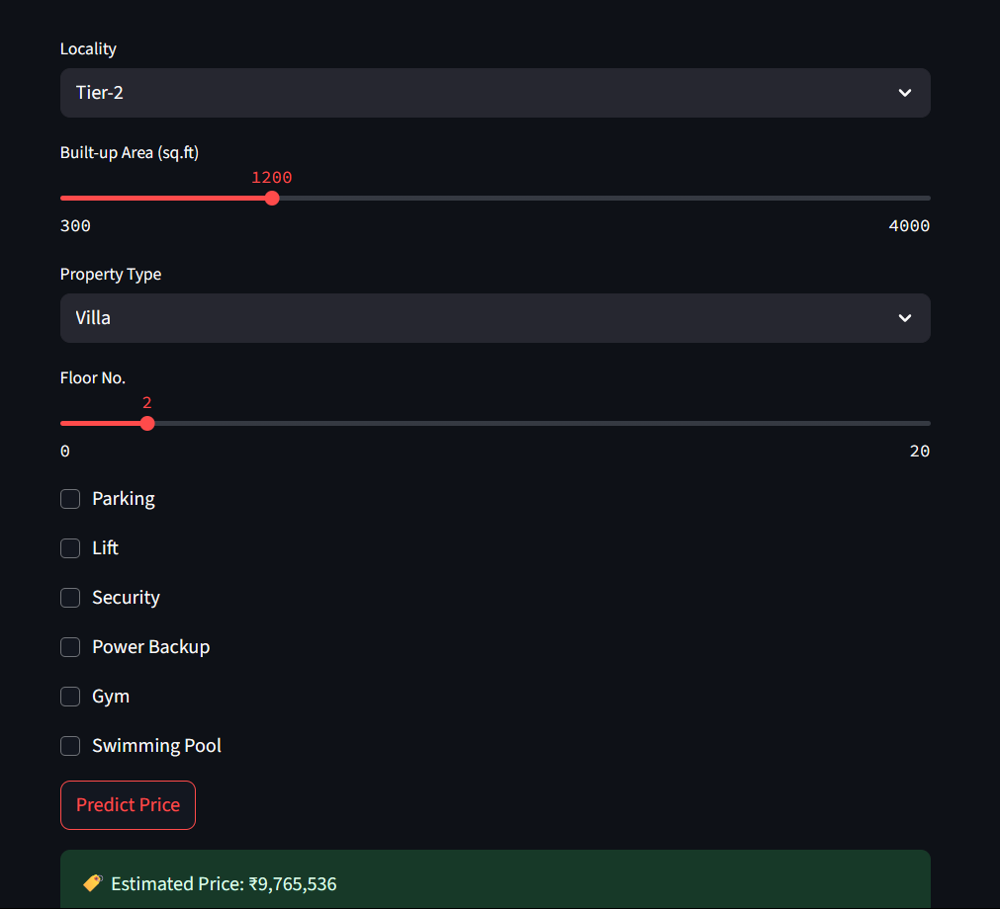 Locality
Tier-2
Built-up Area (sq.ft)
1200
300 4000
Property Type
Villa
Floor No.
2
0 20
Parking
Lift
Security
Power Backup
Gym
Swimming Pool
Predict Price
Estimated Price: ₹9,765,536